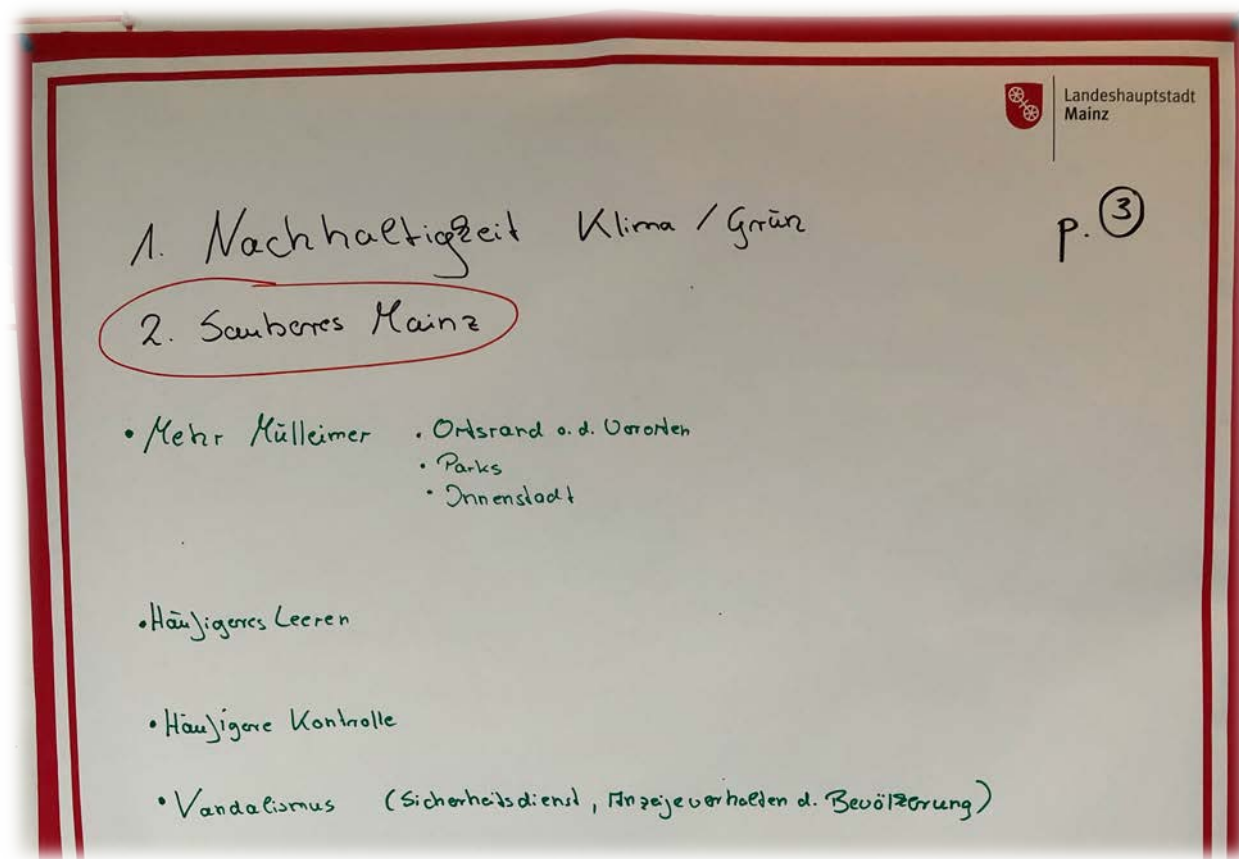 Landeshauptstadt
Mainz
1. Nachhaltigkeit Klima / Grün
p. 3
2. Sauberes Mainz
• Mehr Mülleimer • Ortsrand o. d. Vororten
• Parks
• Innenstadt
• Häufigeres Leeren
• Häufigere Kontrolle
• Vandalismus (Sicherheitsdienst, Anzeigeverhalten d. Bevölkerung)